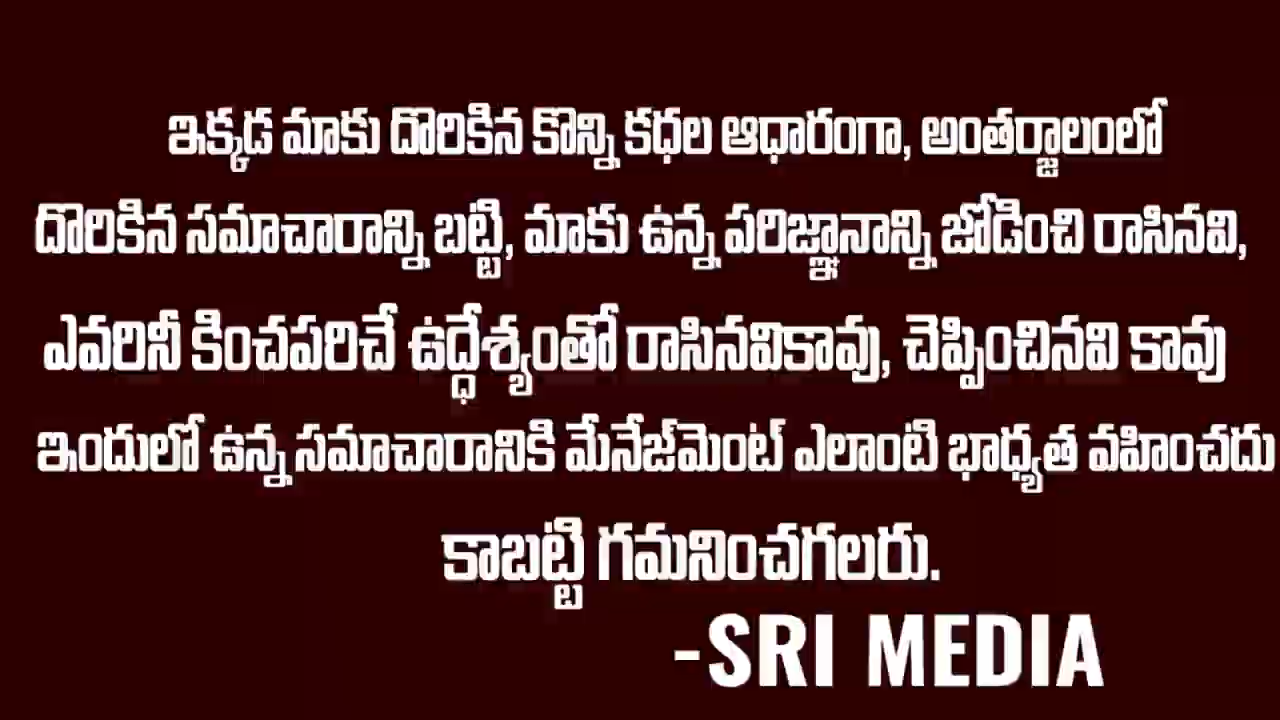 ఇక్కడ మాకు దొరికిన కొన్ని కధల ఆధారంగా, అంతర్జాలంలో
దొరికిన సమాచారాన్ని బట్టి, మాకు ఉన్న పరిజ్ఞానాన్ని జోడించి రాసినవి,
ఎవరినీ కించపరిచే ఉద్ధేశ్యంతో రాసినవికావు, చెప్పించినవి కావు
ఇందులో ఉన్న సమాచారానికి మేనేజ్‌మెంట్ ఎలాంటి భాధ్యత వహించదు
కాబట్టి గమనించగలరు.
-SRI MEDIA